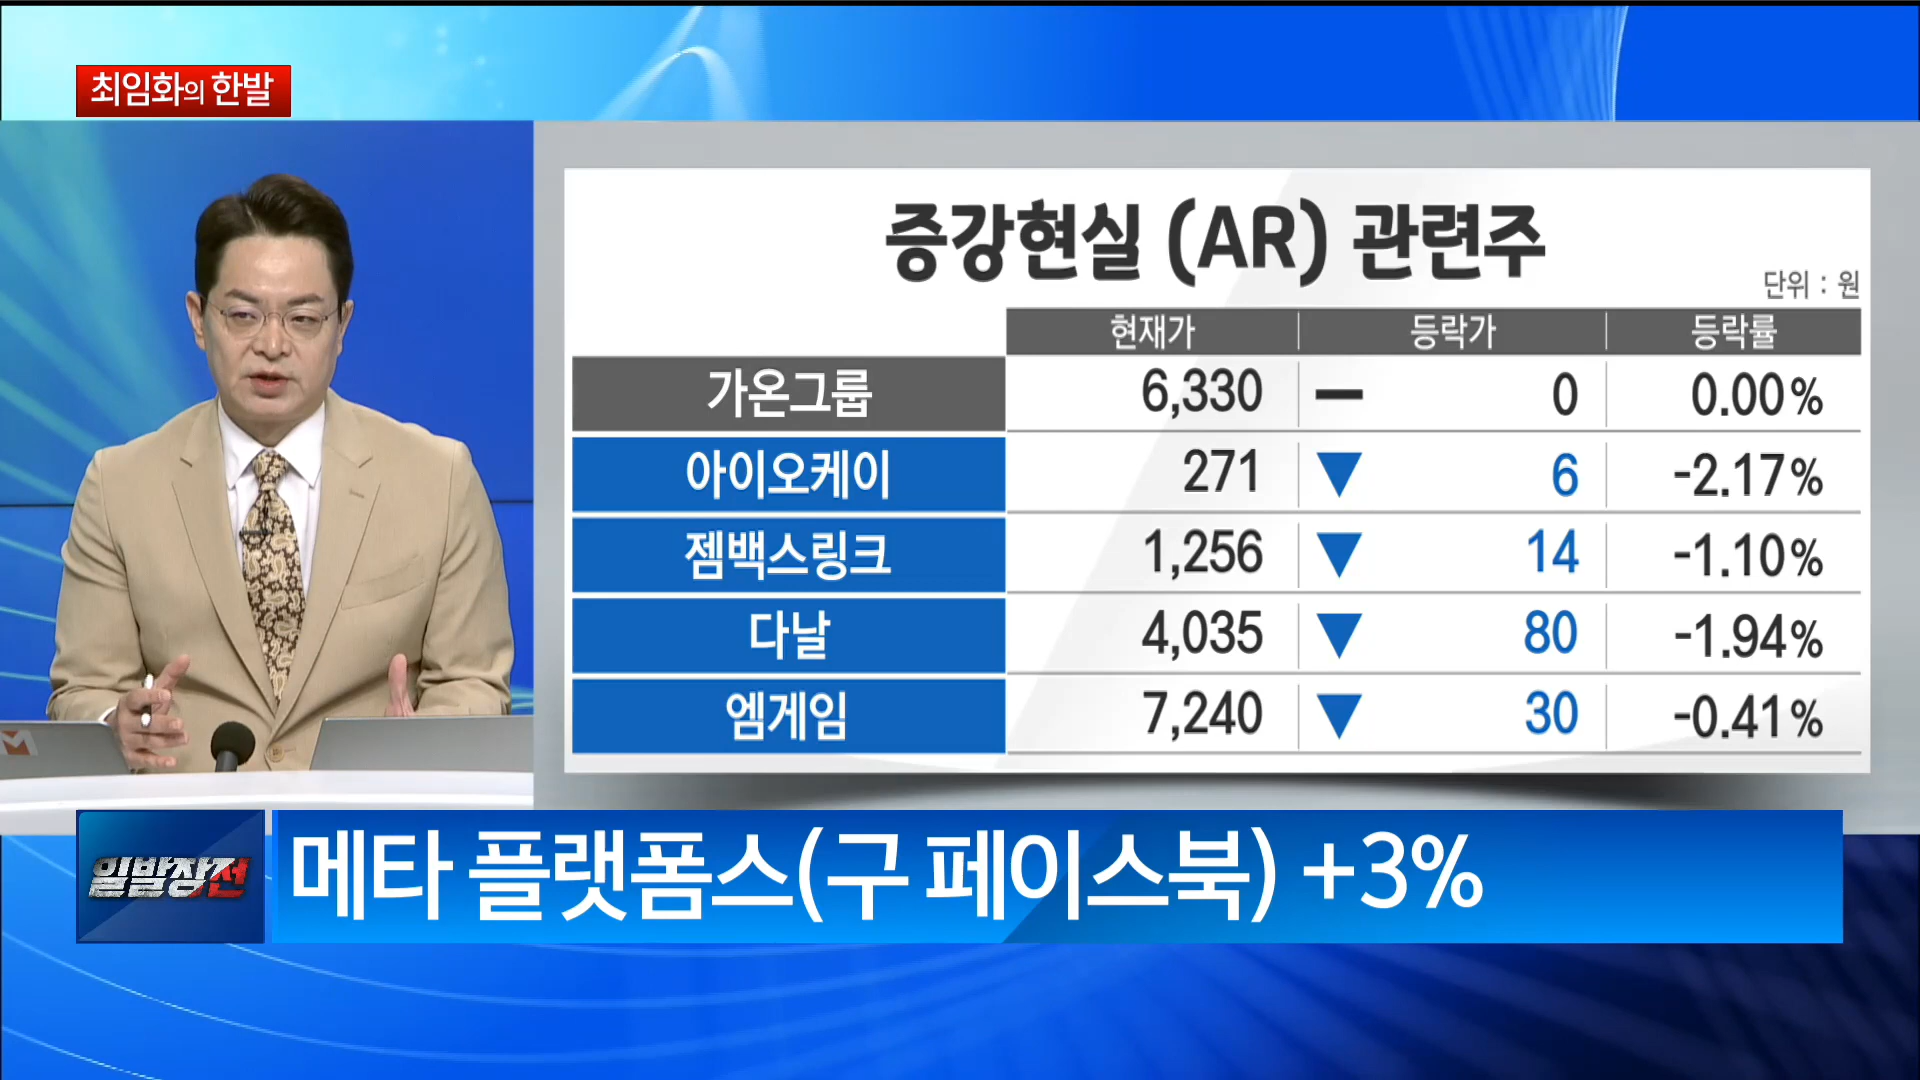 최임화의 한발
증강현실 (AR) 관련주
단위 : 원
현재가 등락가 등락률
가온그룹 6,330 ━ 0 0.00%
아이오케이 271 ▼ 6 -2.17%
젬백스링크 1,256 ▼ 14 -1.10%
다날 4,035 ▼ 80 -1.94%
엠게임 7,240 ▼ 30 -0.41%
M
일발장전
메타 플랫폼스(구 페이스북) +3%